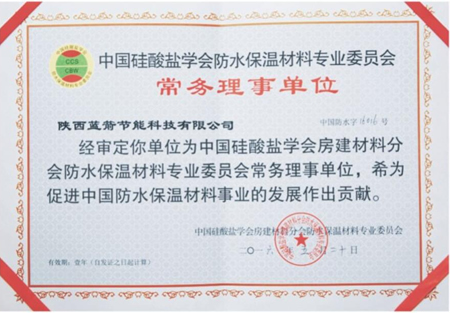 CCS
CBW
中国硅酸盐学会防水保温材料专业委员会
常务理事单位
陕西蓝箭节能科技有限公司
中国防水字 号
经审定你单位为中国硅酸盐学会房建材料分
会防水保温材料专业委员会常务理事单位，希为
促进中国防水保温材料事业的发展作出贡献。
中国硅酸盐学会房建材料分会防水保温材料专业委员会
二〇一六年五月二十日
有效期：壹年（自发证之日起计算）